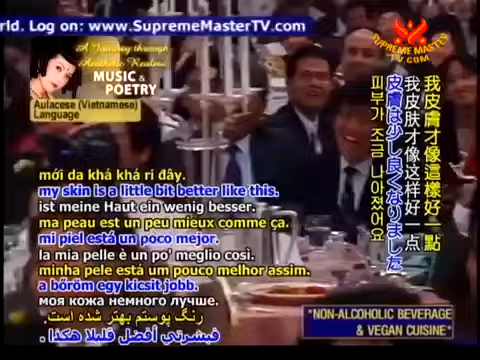 rld. Log on: www.SupremeMasterTV.com
SUPREME MASTER
TV.COM
A Journey through
Aesthetic Realms
MUSIC &
POETRY
Aulacese (Vietnamese)
Language
我皮膚才像這樣好一點
我皮肤才像这样好一点
皮膚は少し良くなりました
피부가 조금 나아졌어요
mới da khá khá ri đây.
my skin is a little bit better like this.
ist meine Haut ein wenig besser.
ma peau est un peu mieux comme ça.
mi piel está un poco mejor.
la mia pelle è un po' meglio così.
minha pele está um pouco melhor assim.
a bőröm egy kicsit jobb.
моя кожа немного лучше.
رنگ پوستم بهتر شده است.
فبشرتي أفضل قليلا هكذا .
*NON-ALCOHOLIC BEVERAGE
& VEGAN CUISINE*